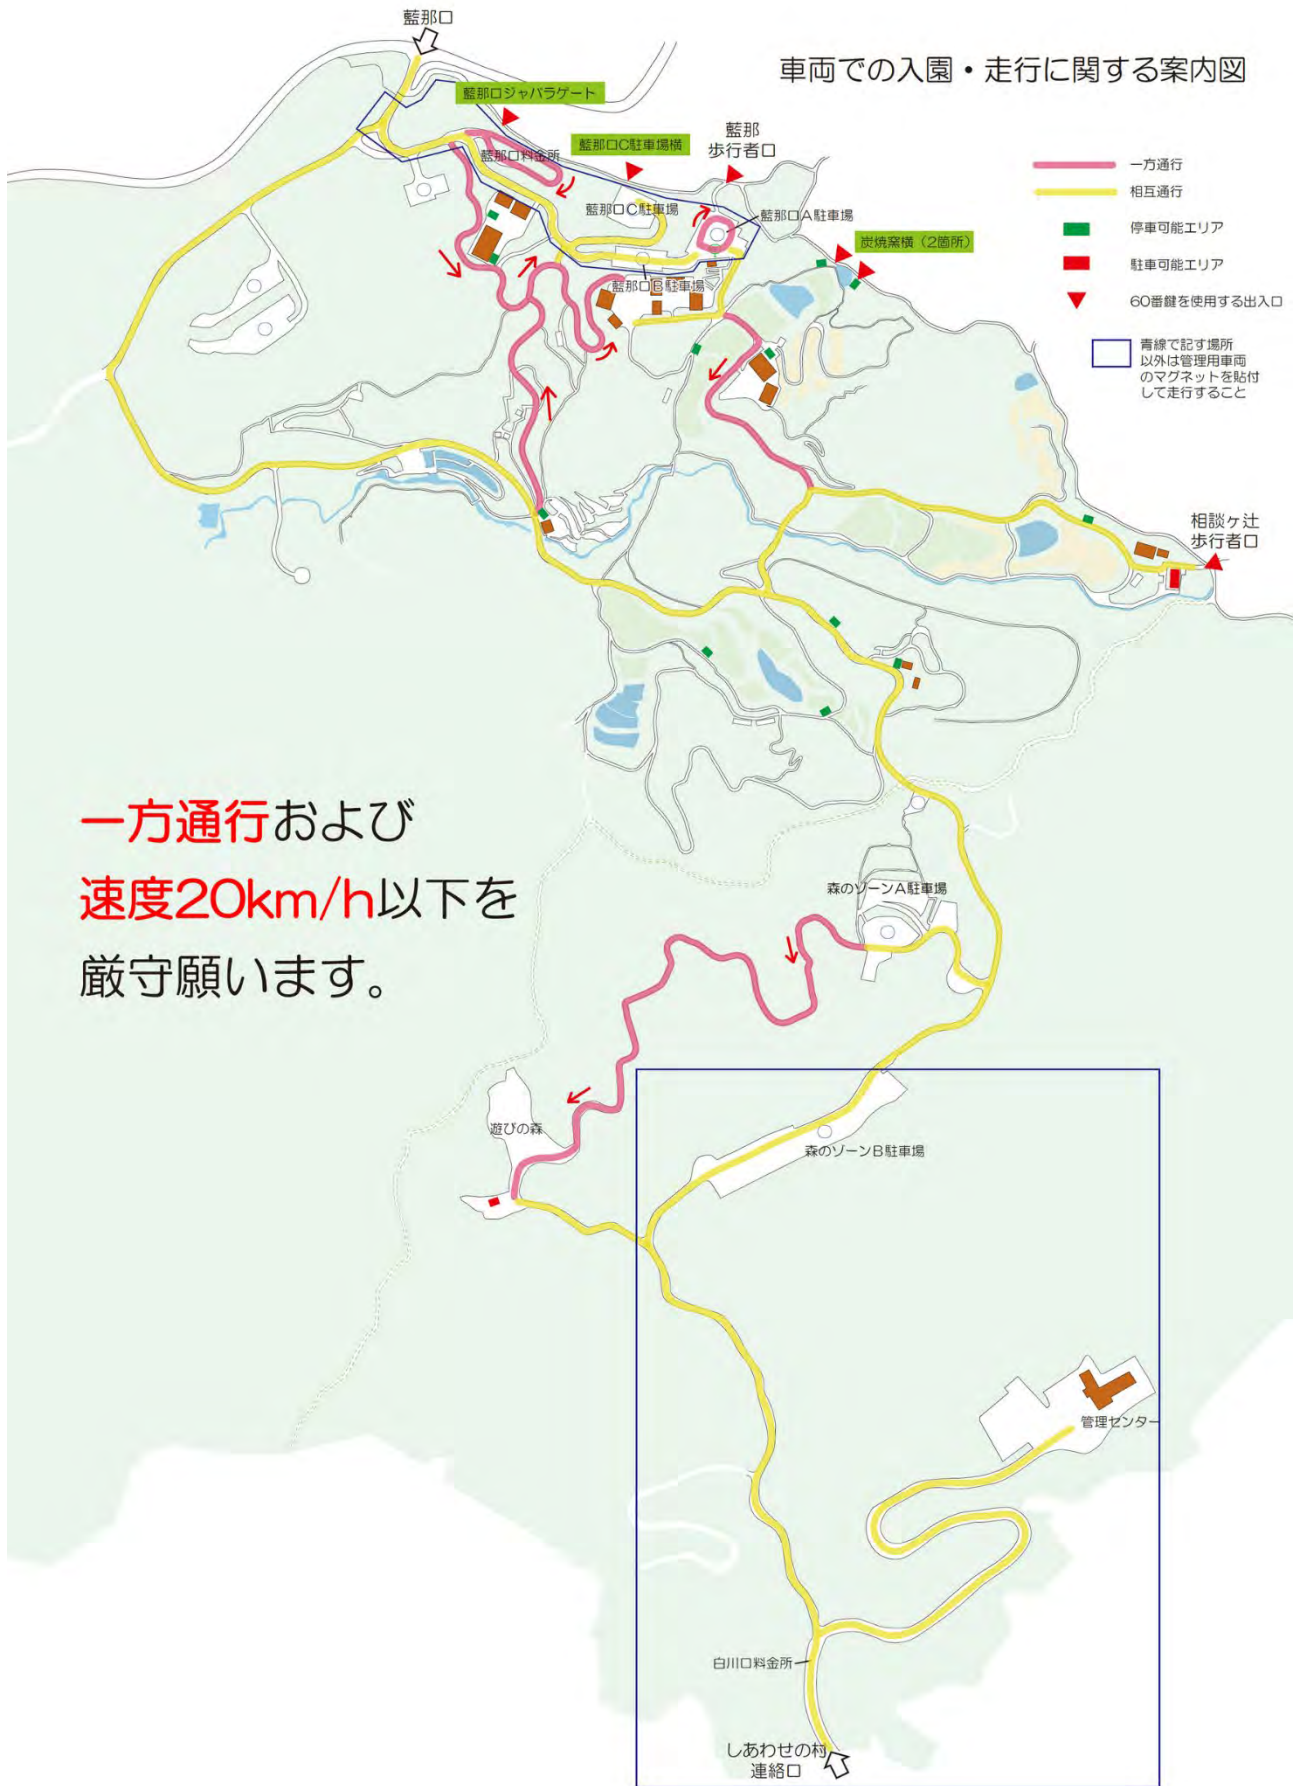 藍那口
車両での入園・走行に関する案内図
藍那口ジャバラゲート
藍那口C駐車場横
藍那
歩行者口
藍那口料金所
藍那口C駐車場
藍那口A駐車場
藍那口B駐車場
炭焼窯横（2箇所）
一方通行
相互通行
停車可能エリア
駐車可能エリア
60番鍵を使用する出入口
青線で記す場所
以外は管理用車両
のマグネットを貼付
して走行すること
相談ヶ辻
歩行者口
一方通行および
速度20km/h以下を
厳守願います。
森のゾーンA駐車場
遊びの森
森のゾーンB駐車場
管理センター
白川口料金所
しあわせの村
連絡口